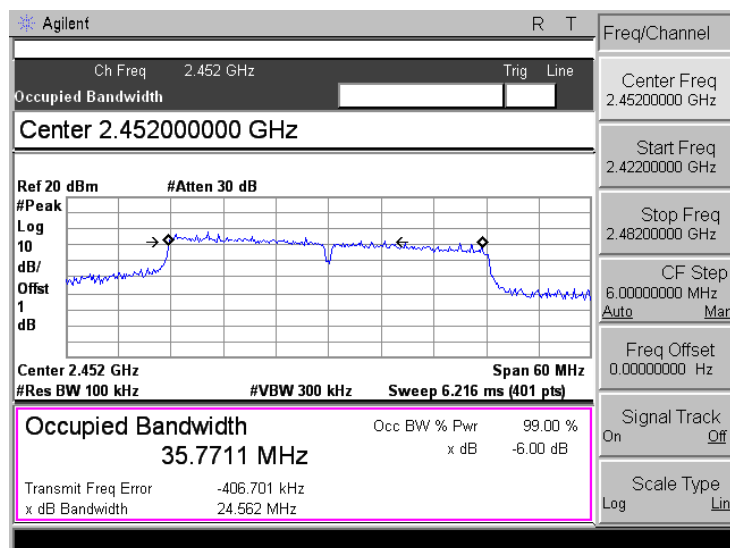 Agilent R T
Ch Freq 2.452 GHz Trig Line
Occupied Bandwidth
Center 2.452000000 GHz
Ref 20 dBm #Atten 30 dB
#Peak
Log
10
dB/
Offst
1
dB
Center 2.452 GHz Span 60 MHz
#Res BW 100 kHz #VBW 300 kHz Sweep 6.216 ms (401 pts)
Occupied Bandwidth Occ BW % Pwr 99.00 %
35.7711 MHz x dB -6.00 dB
Transmit Freq Error -406.701 kHz
x dB Bandwidth 24.562 MHz
Freq/Channel
Center Freq
2.45200000 GHz
Start Freq
2.42200000 GHz
Stop Freq
2.48200000 GHz
CF Step
6.00000000 MHz
Auto Man
Freq Offset
0.00000000 Hz
Signal Track
On Off
Scale Type
Log Lin